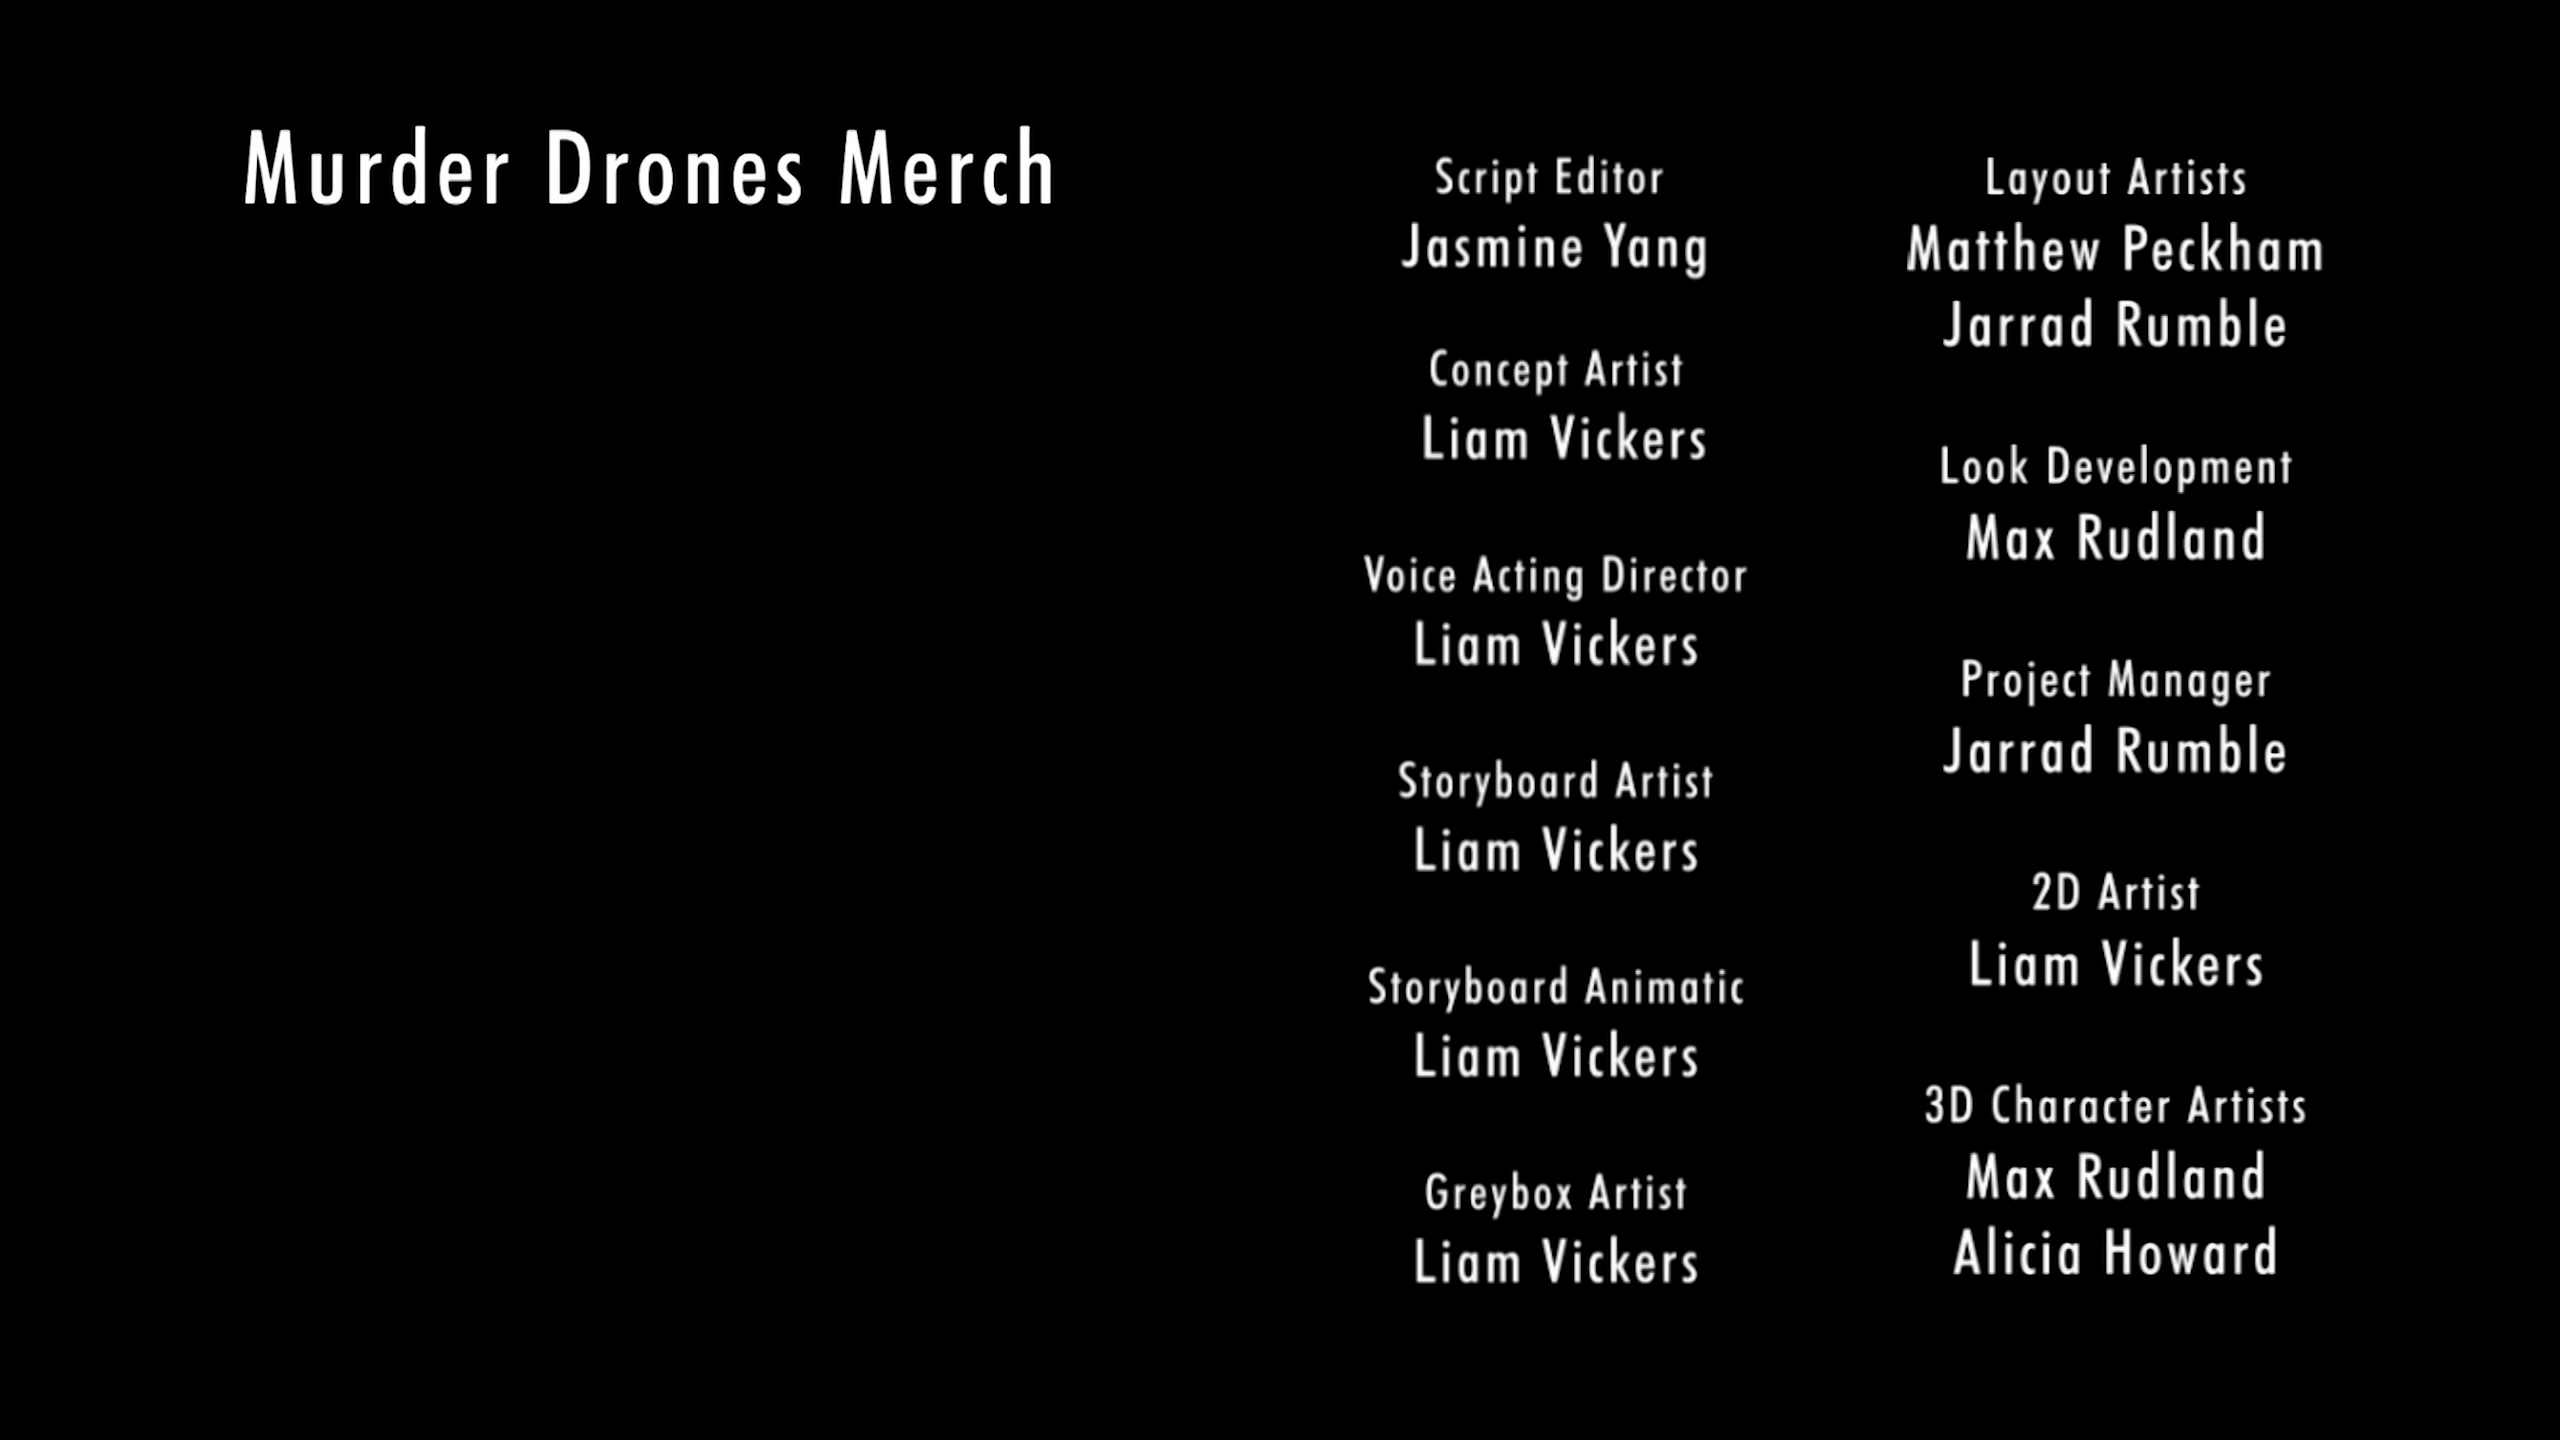 Murder Drones Merch
Script Editor
Jasmine Yang
Concept Artist
Liam Vickers
Voice Acting Director
Liam Vickers
Storyboard Artist
Liam Vickers
Storyboard Animatic
Liam Vickers
Greybox Artist
Liam Vickers
Layout Artists
Matthew Peckham
Jarrad Rumble
Look Development
Max Rudland
Project Manager
Jarrad Rumble
2D Artist
Liam Vickers
3D Character Artists
Max Rudland
Alicia Howard